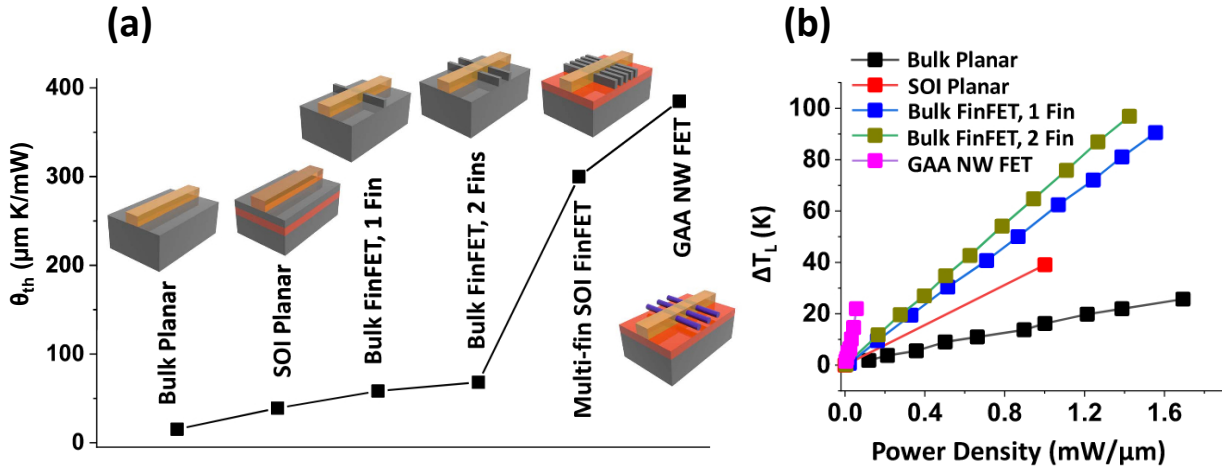 (a)
θth (µm K/mW)
400
300
200
100
0
Bulk Planar
SOI Planar
Bulk FinFET, 1 Fin
Bulk FinFET, 2 Fins
Multi-fin SOI FinFET
GAA NW FET
(b)
Bulk Planar
SOI Planar
Bulk FinFET, 1 Fin
Bulk FinFET, 2 Fin
GAA NW FET
ΔTL (K)
100
80
60
40
20
0
0.0 0.4 0.8 1.2 1.6
Power Density (mW/µm)